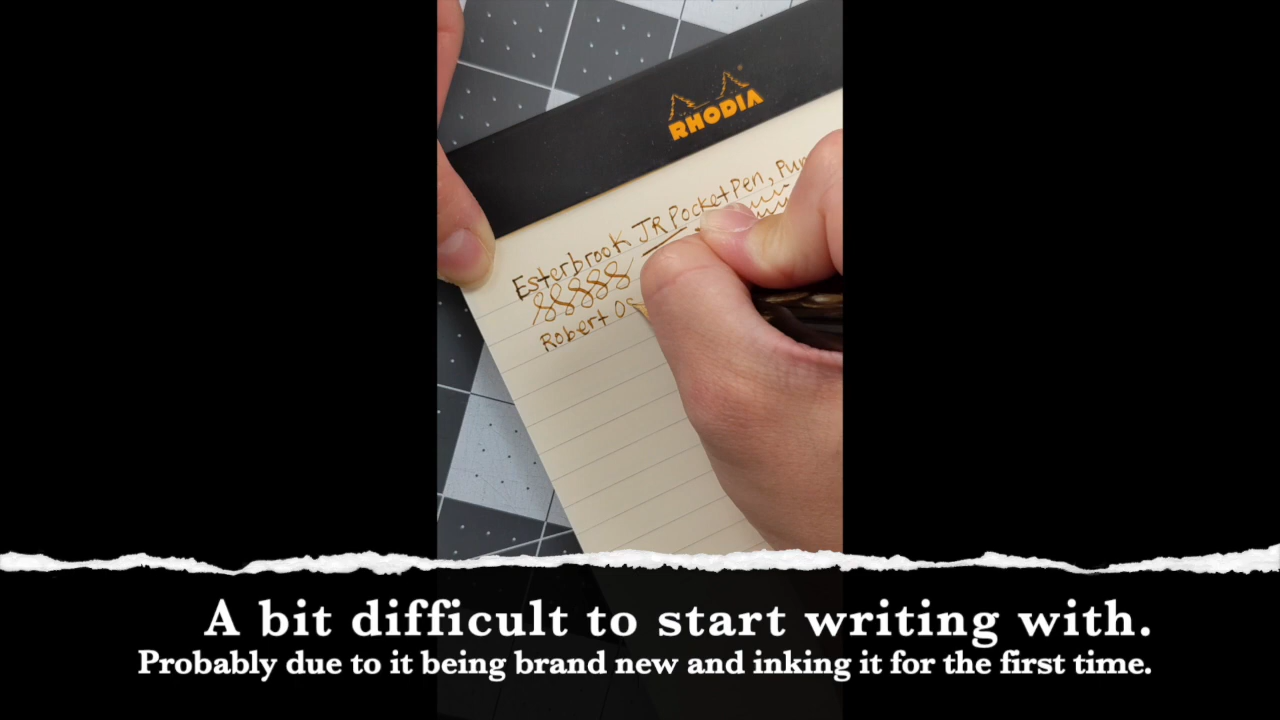 RHODIA
Esterbrook JR Pocket Pen,
Robert
A bit difficult to start writing with.
Probably due to it being brand new and inking it for the first time.